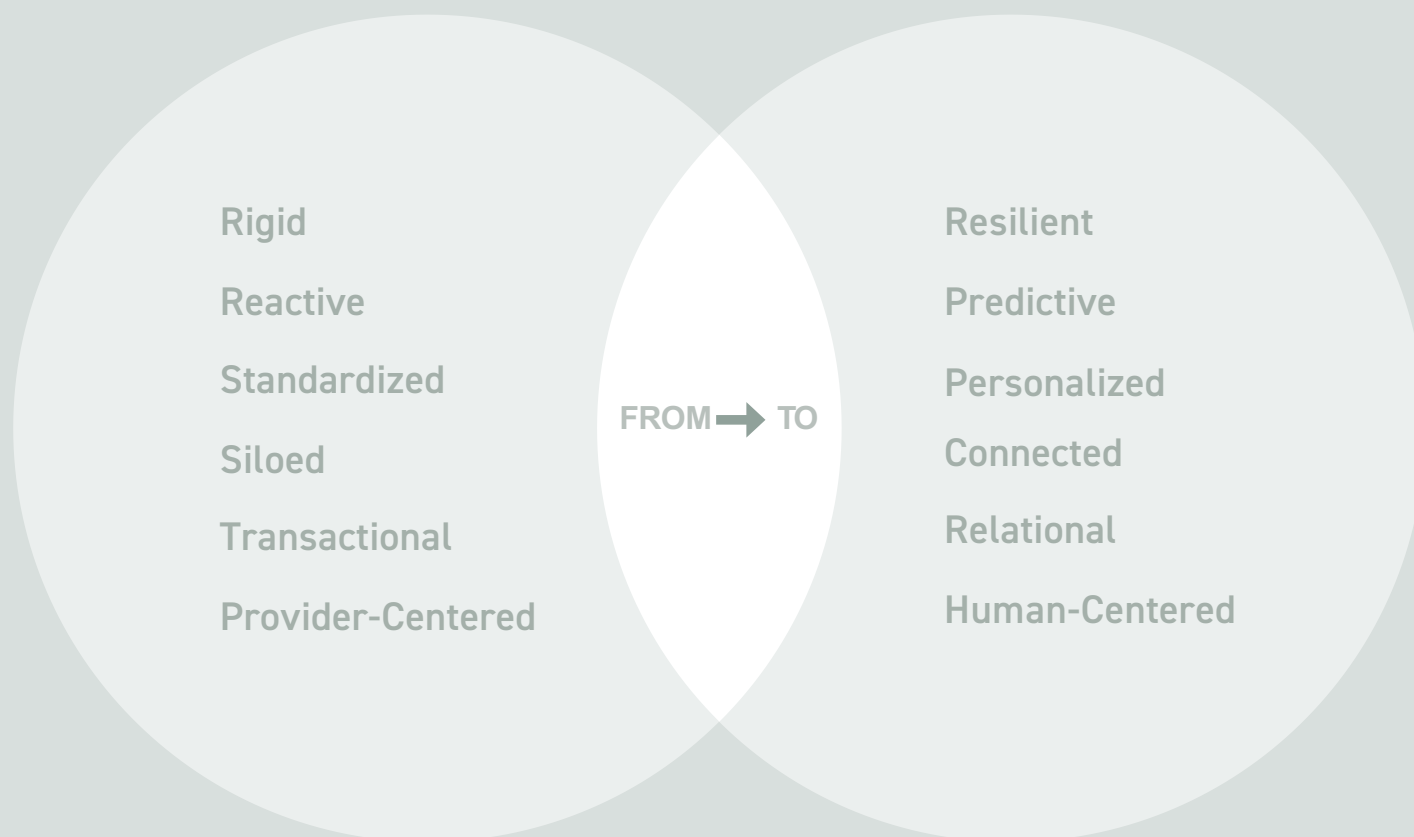 Rigid
Reactive
Standardized
Siloed
Transactional
Provider-Centered
FROM TO
Resilient
Predictive
Personalized
Connected
Relational
Human-Centered